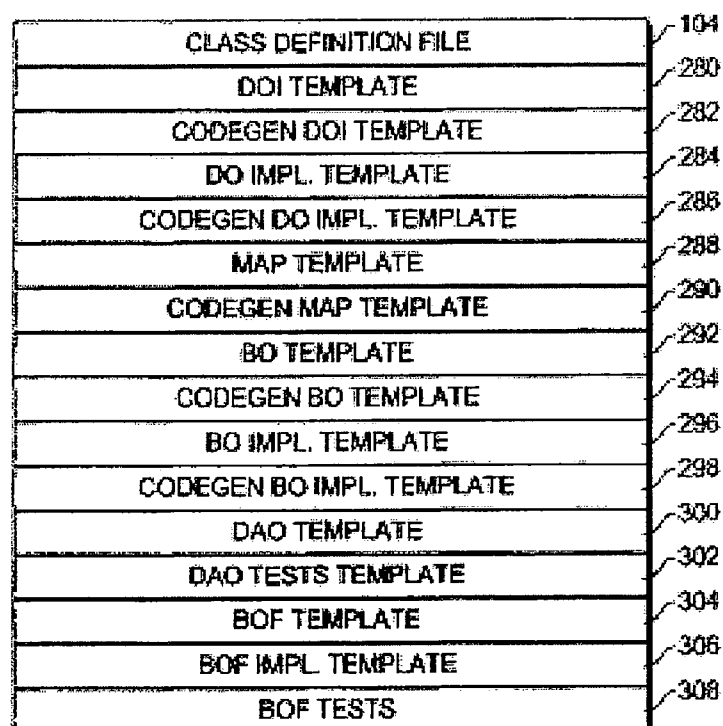 CLASS DEFINITION FILE 104
DOI TEMPLATE 280
CODEGEN DOI TEMPLATE 282
DO IMPL. TEMPLATE 284
CODEGEN DO IMPL. TEMPLATE 286
MAP TEMPLATE 288
CODEGEN MAP TEMPLATE 290
BO TEMPLATE 292
CODEGEN BO TEMPLATE 294
BO IMPL. TEMPLATE 296
CODEGEN BO IMPL. TEMPLATE 298
DAO TEMPLATE 300
DAO TESTS TEMPLATE 302
BOF TEMPLATE 304
BOF IMPL. TEMPLATE 306
BOF TESTS 308